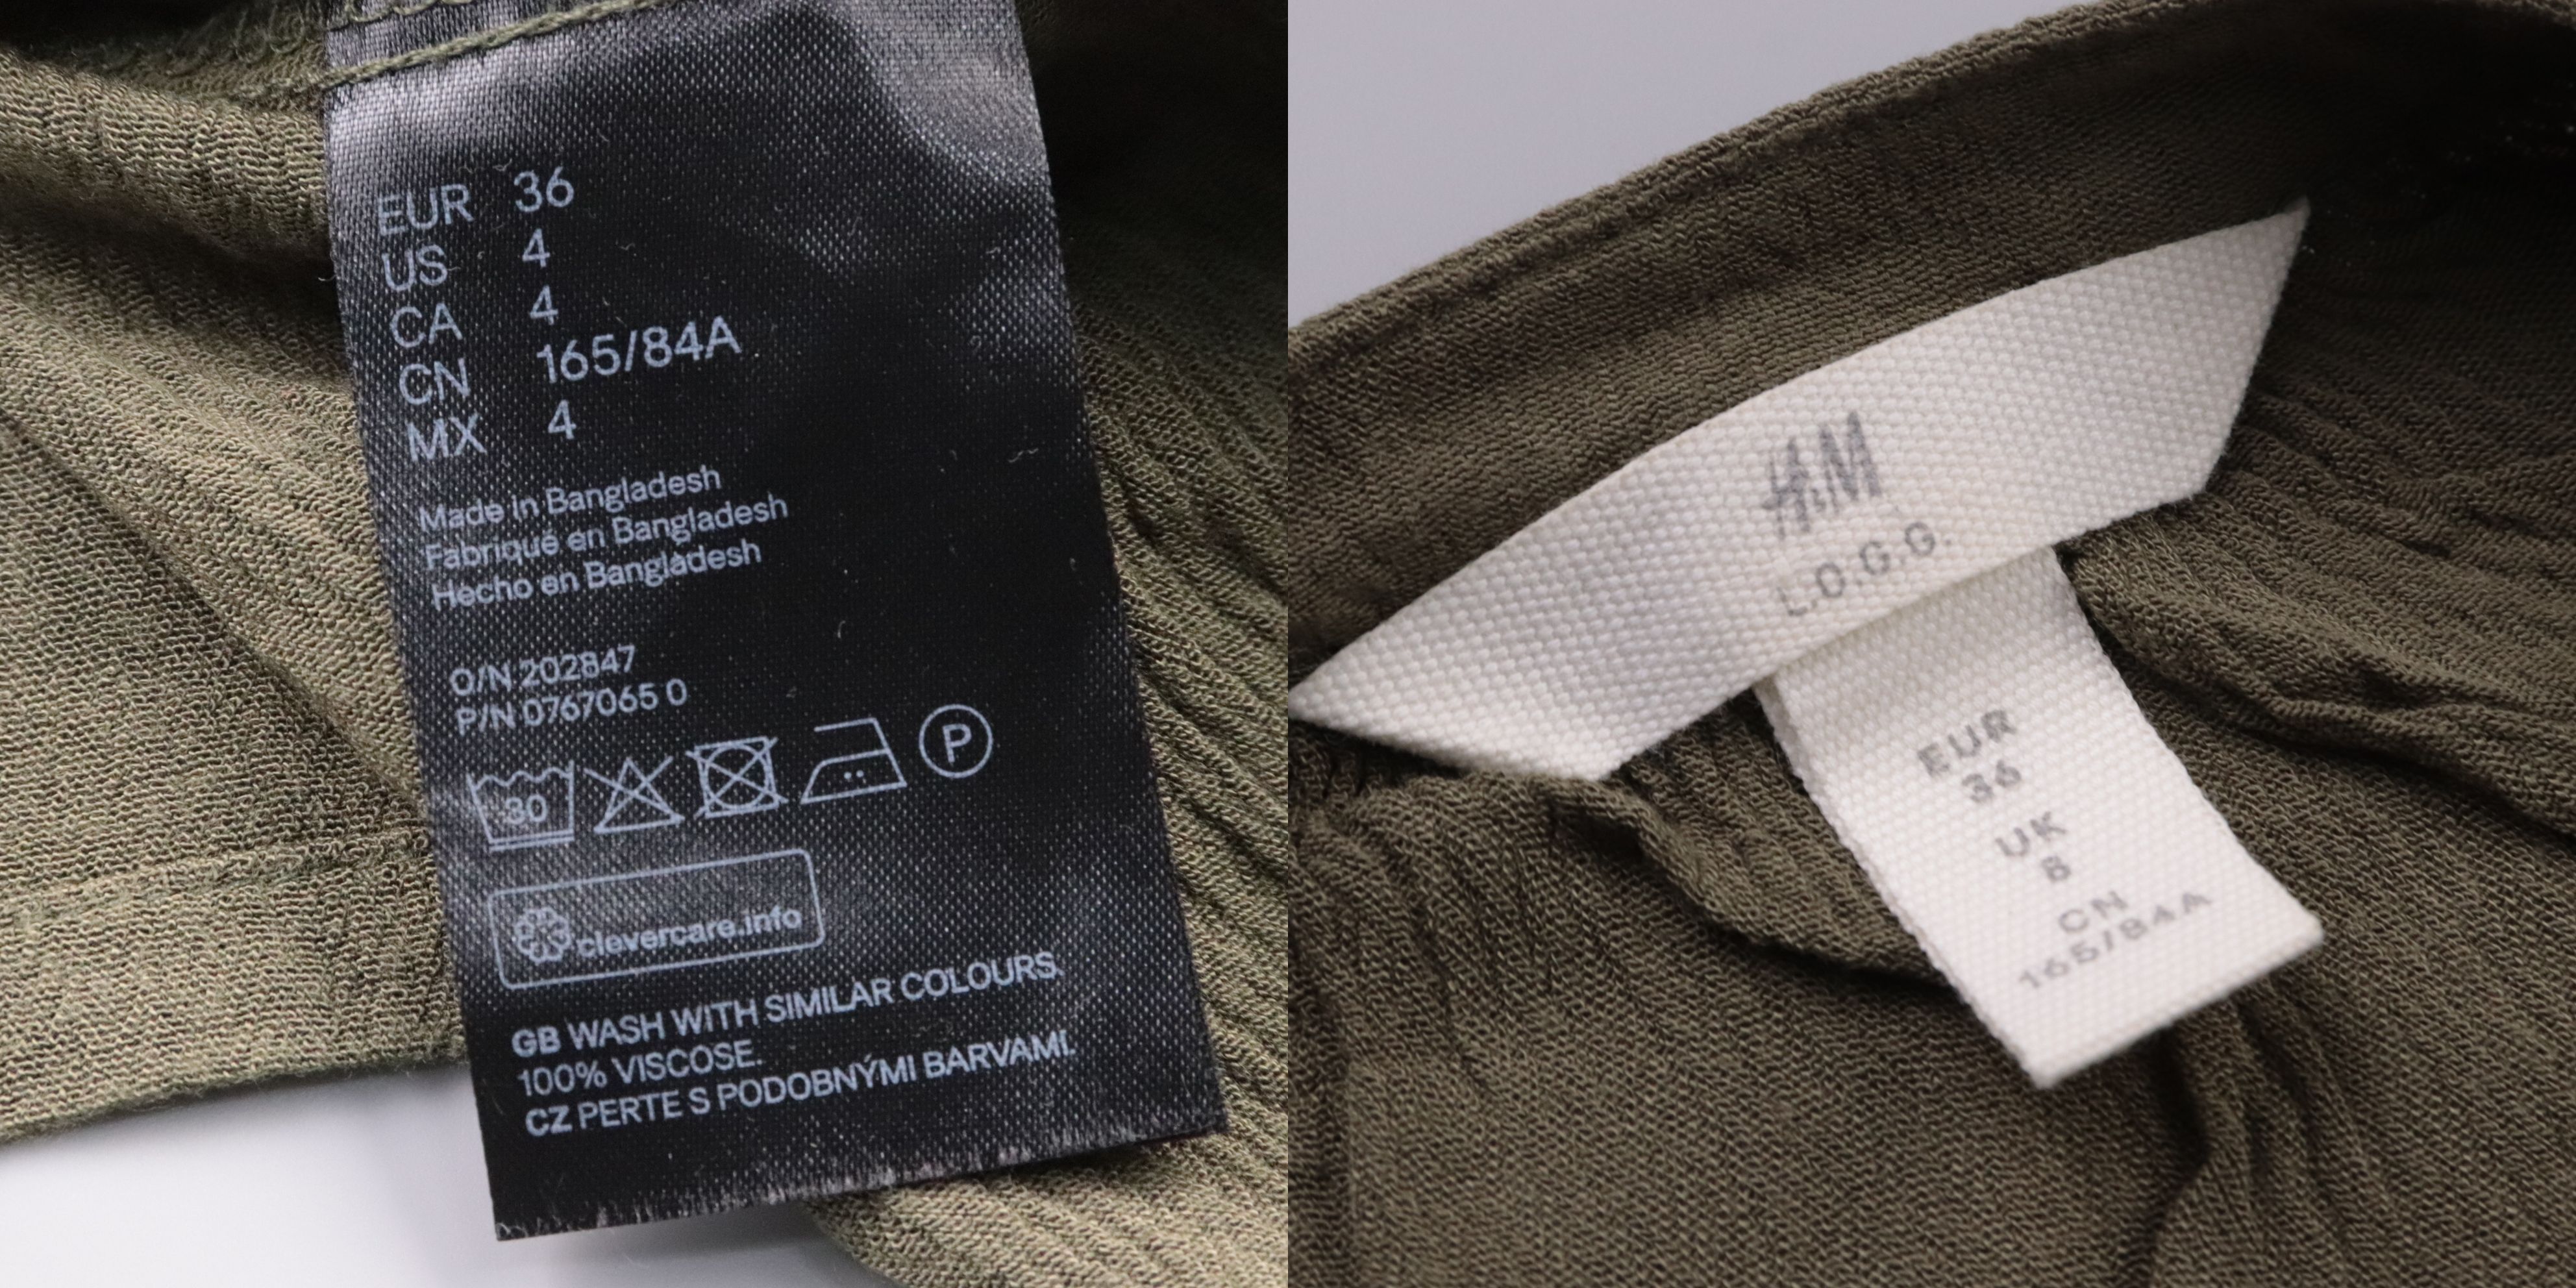 EUR 36
US 4
CA 4
CN 165/84A
MX 4
Made in Bangladesh
Fabriqué en Bangladesh
Hecho en Bangladesh
O/N 202847
P/N 0767065 0
30
P
clevercare.info
GB WASH WITH SIMILAR COLOURS.
100% VISCOSE.
CZ PERTE S PODOBNÝMI BARVAMI.
H&M
L.O.G.G.
EUR
36
UK
8
CN
165/84A